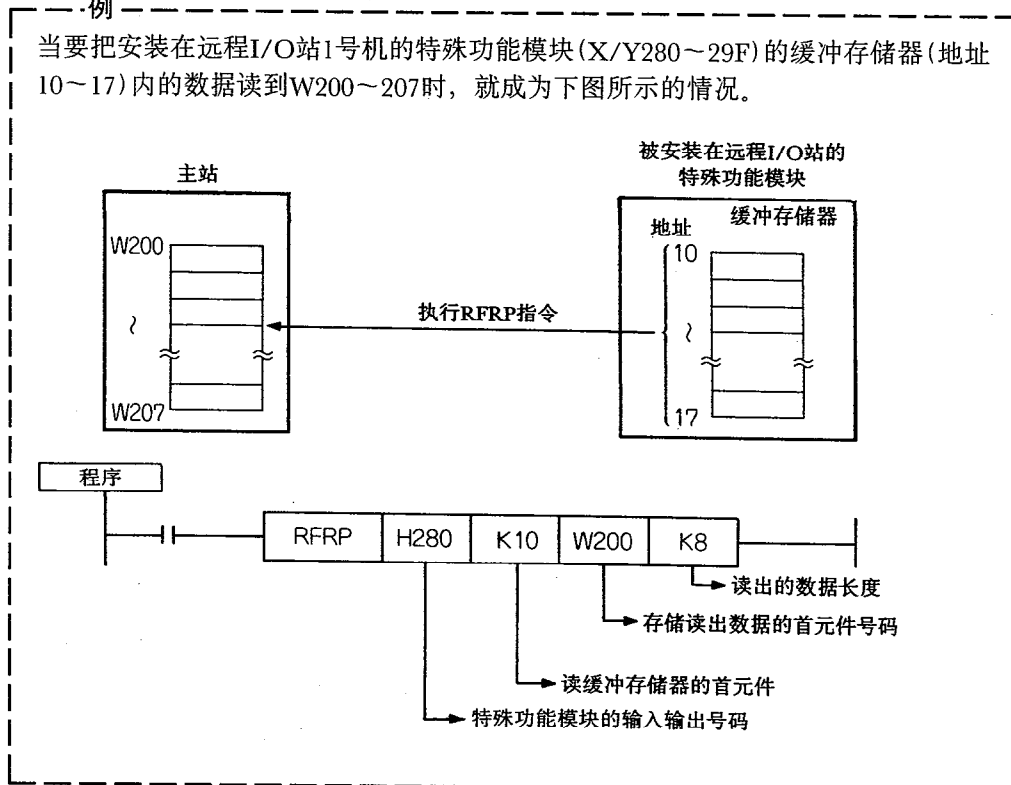 例
当要把安装在远程I/O站1号机的特殊功能模块(X/Y280～29F)的缓冲存储器(地址
10～17)内的数据读到W200～207时，就成为下图所示的情况。
主站
被安装在远程I/O站的
特殊功能模块
缓冲存储器
地址
W200
10
执行RFRP指令
～
～
W207
17
程序
RFRP H280 K10 W200 K8
读出的数据长度
存储读出数据的首元件号码
读缓冲存储器的首元件
特殊功能模块的输入输出号码